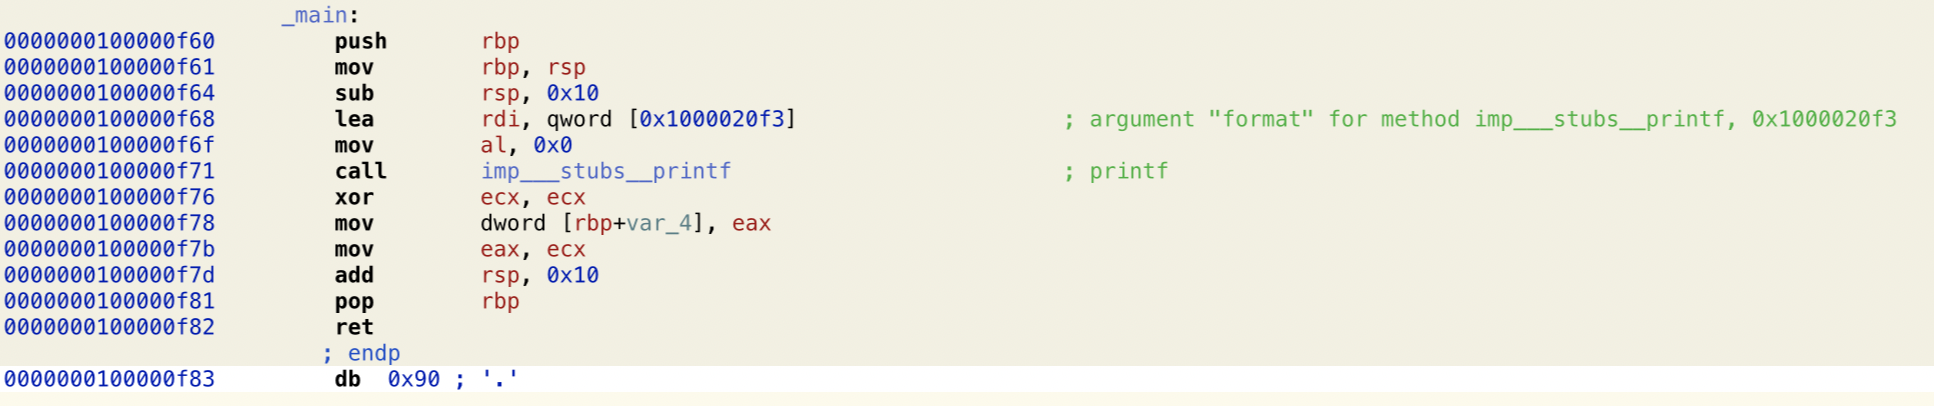 _main:
0000000100000f60 push rbp
0000000100000f61 mov rbp, rsp
0000000100000f64 sub rsp, 0x10
0000000100000f68 lea rdi, qword [0x1000020f3] ; argument "format" for method imp___stubs__printf, 0x1000020f3
0000000100000f6f mov al, 0x0
0000000100000f71 call imp___stubs__printf ; printf
0000000100000f76 xor ecx, ecx
0000000100000f78 mov dword [rbp+var_4], eax
0000000100000f7b mov eax, ecx
0000000100000f7d add rsp, 0x10
0000000100000f81 pop rbp
0000000100000f82 ret
; endp
0000000100000f83 db 0x90 ; '.'